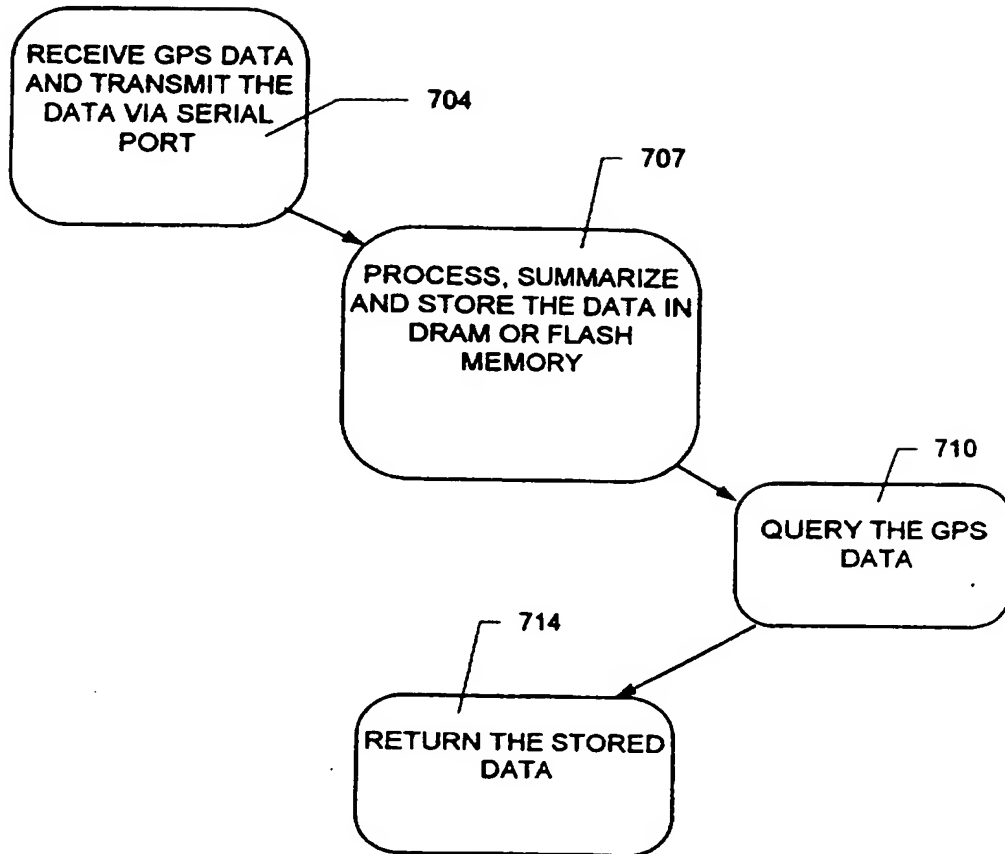 RECEIVE GPS DATA
AND TRANSMIT THE
DATA VIA SERIAL
PORT
704
707
PROCESS, SUMMARIZE
AND STORE THE DATA IN
DRAM OR FLASH
MEMORY
710
QUERY THE GPS
DATA
714
RETURN THE STORED
DATA